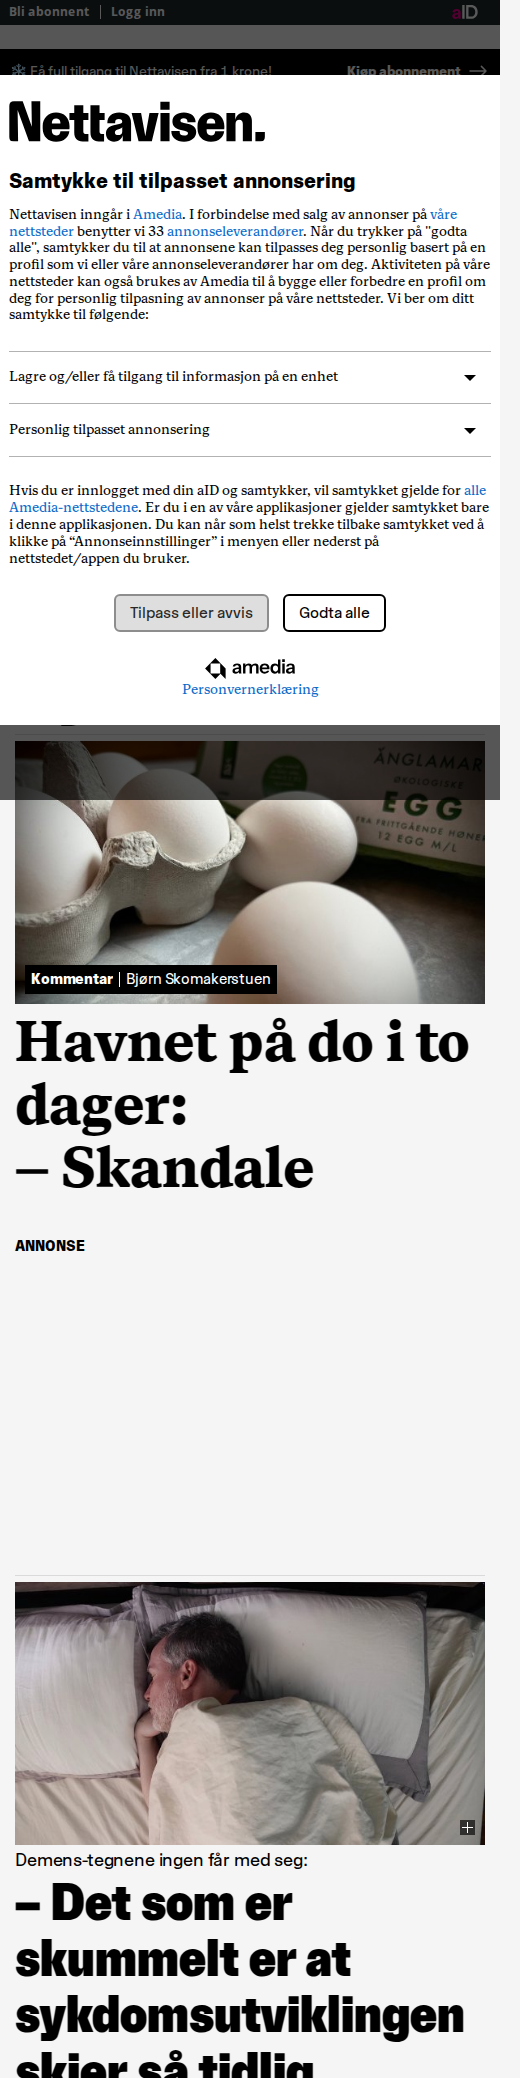 Bli abonnent
Logg inn
aID
Få full tilgang til Nettavisen fra 1 krone!
Kjøp abonnement
Nettavisen.
Samtykke til tilpasset annonsering
Nettavisen inngår i Amedia. I forbindelse med salg av annonser på våre
nettsteder benytter vi 33 annonseleverandører. Når du trykker på "godta
alle", samtykker du til at annonsene kan tilpasses deg personlig basert på en
profil som vi eller våre annonseleverandører har om deg. Aktiviteten på våre
nettsteder kan også brukes av Amedia til å bygge eller forbedre en profil om
deg for personlig tilpasning av annonser på våre nettsteder. Vi ber om ditt
samtykke til følgende:
Lagre og/eller få tilgang til informasjon på en enhet
Personlig tilpasset annonsering
Hvis du er innlogget med din aID og samtykker, vil samtykket gjelde for alle
Amedia-nettstedene. Er du i en av våre applikasjoner gjelder samtykket bare
i denne applikasjonen. Du kan når som helst trekke tilbake samtykket ved å
klikke på “Annonseinnstillinger” i menyen eller nederst på
nettstedet/appen du bruker.
Tilpass eller avvis
Godta alle
amedia
Personvernerklæring
ÄNGLAMAR
ØKOLOGISKE
EGG
FRA FRITTGÅENDE HØNER
12 EGG M/L
Kommentar | Bjørn Skomakerstuen
Havnet på do i to
dager:
– Skandale
ANNONSE
Demens-tegnene ingen får med seg:
– Det som er
skummelt er at
sykdomsutviklingen
skjer så tidlig